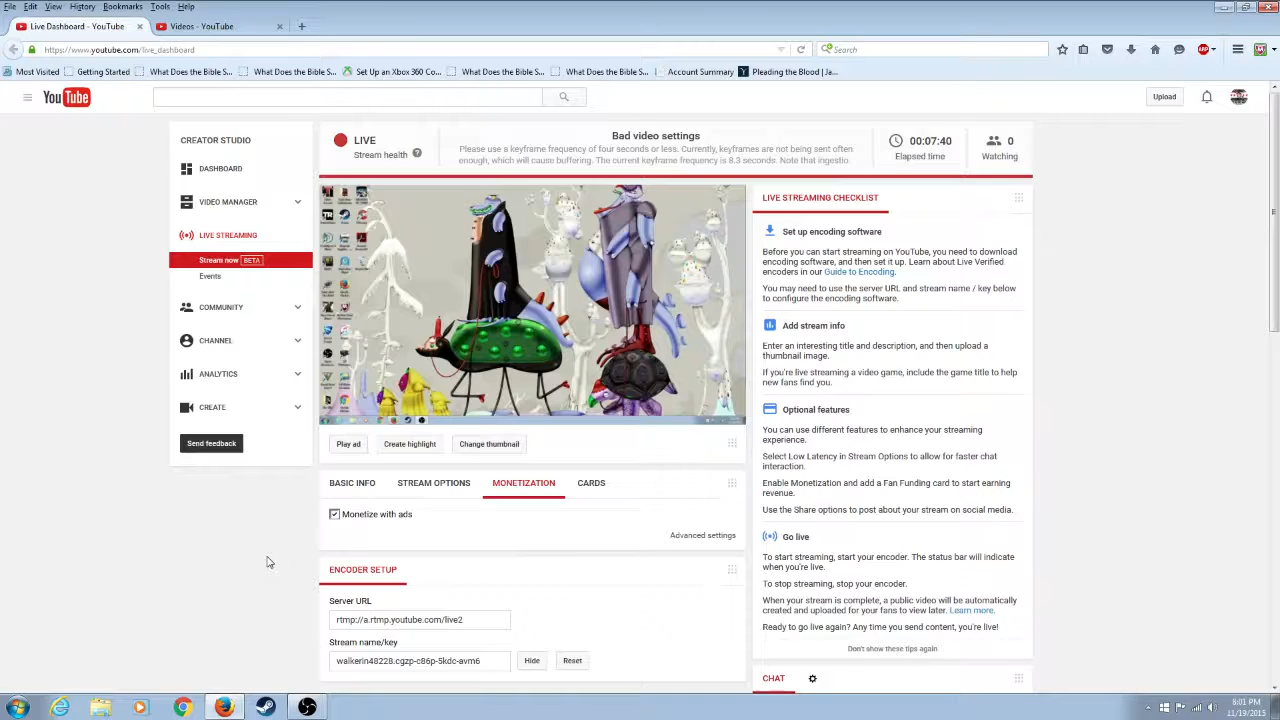 File Edit View History Bookmarks Tools Help
Live Dashboard - YouTube × Videos - YouTube × +
https://www.youtube.com/live_dashboard Search
Most Visited Getting Started What Does the Bible S... What Does the Bible S... Set Up an Xbox 360 Co... What Does the Bible S... What Does the Bible S... What Does the Bible S... Account Summary Pleading the Blood | Ja...
YouTube Upload
CREATOR STUDIO
DASHBOARD
VIDEO MANAGER
LIVE STREAMING
Stream now BETA
Events
COMMUNITY
CHANNEL
ANALYTICS
CREATE
Send feedback
LIVE
Stream health ?
Bad video settings
Please use a keyframe frequency of four seconds or less. Currently, keyframes are not being sent often
enough, which will cause buffering. The current keyframe frequency is 8.3 seconds. Note that ingestio
00:07:40
Elapsed time
0
Watching
Play ad Create highlight Change thumbnail
BASIC INFO STREAM OPTIONS MONETIZATION CARDS
Monetize with ads
Advanced settings
ENCODER SETUP
Server URL
rtmp://a.rtmp.youtube.com/live2
Stream name/key
walkerin48228.cgzp-c86p-5kdc-avm6 Hide Reset
LIVE STREAMING CHECKLIST
Set up encoding software
Before you can start streaming on YouTube, you need to download
encoding software, and then set it up. Learn about Live Verified
encoders in our Guide to Encoding.
You may need to use the server URL and stream name / key below
to configure the encoding software.
Add stream info
Enter an interesting title and description, and then upload a
thumbnail image.
If you're live streaming a video game, include the game title to help
new fans find you.
Optional features
You can use different features to enhance your streaming
experience.
Select Low Latency in Stream Options to allow for faster chat
interaction.
Enable Monetization and add a Fan Funding card to start earning
revenue.
Use the Share options to post about your stream on social media.
Go live
To start streaming, start your encoder. The status bar will indicate
when you're live.
To stop streaming, stop your encoder.
When your stream is complete, a public video will be automatically
created and uploaded for your fans to view later. Learn more.
Ready to go live again? Any time you send content, you're live!
Don't show these tips again
CHAT
8:01 PM
11/19/2015